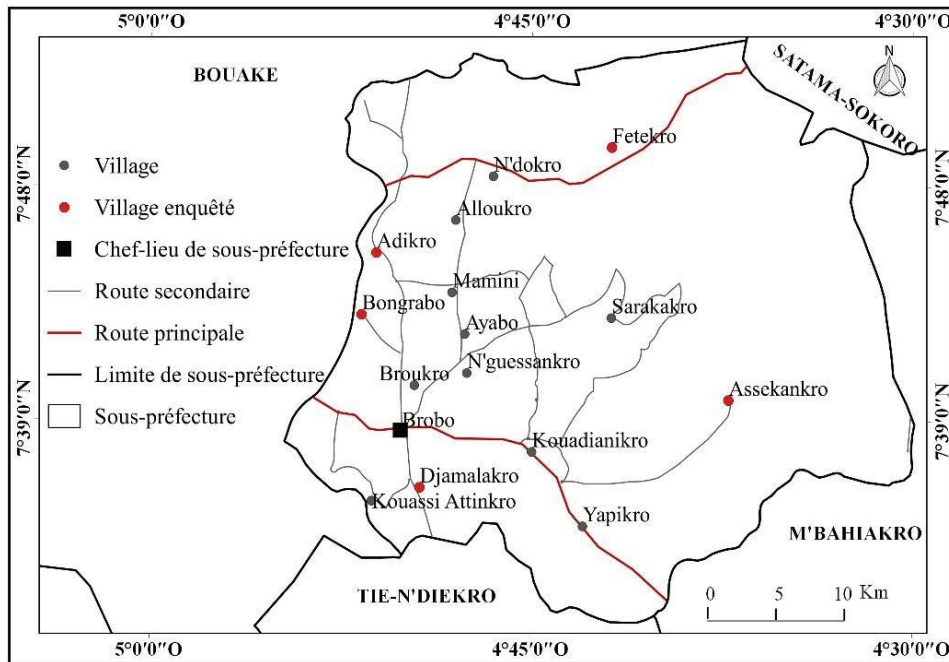 5°0'0"O 4°45'0"O 4°30'0"O
BOUAKE
SATAMA-SOKORO
N
7°48'0"N
7°48'0"N
7°39'0"N
7°39'0"N
Village
Village enquêté
Chef-lieu de sous-préfecture
Route secondaire
Route principale
Limite de sous-préfecture
Sous-préfecture
Fetekro
N'dokro
Alloukro
Adikro
Mamini
Bongrabo
Sarakakro
Ayabo
N'guessankro
Broukro
Assekankro
Brobo
Kouadianikro
Djamalakro
Kouassi Attinkro
Yapikro
M'BAHIAKRO
TIE-N'DIEKRO
0 5 10 Km
5°0'0"O 4°45'0"O 4°30'0"O